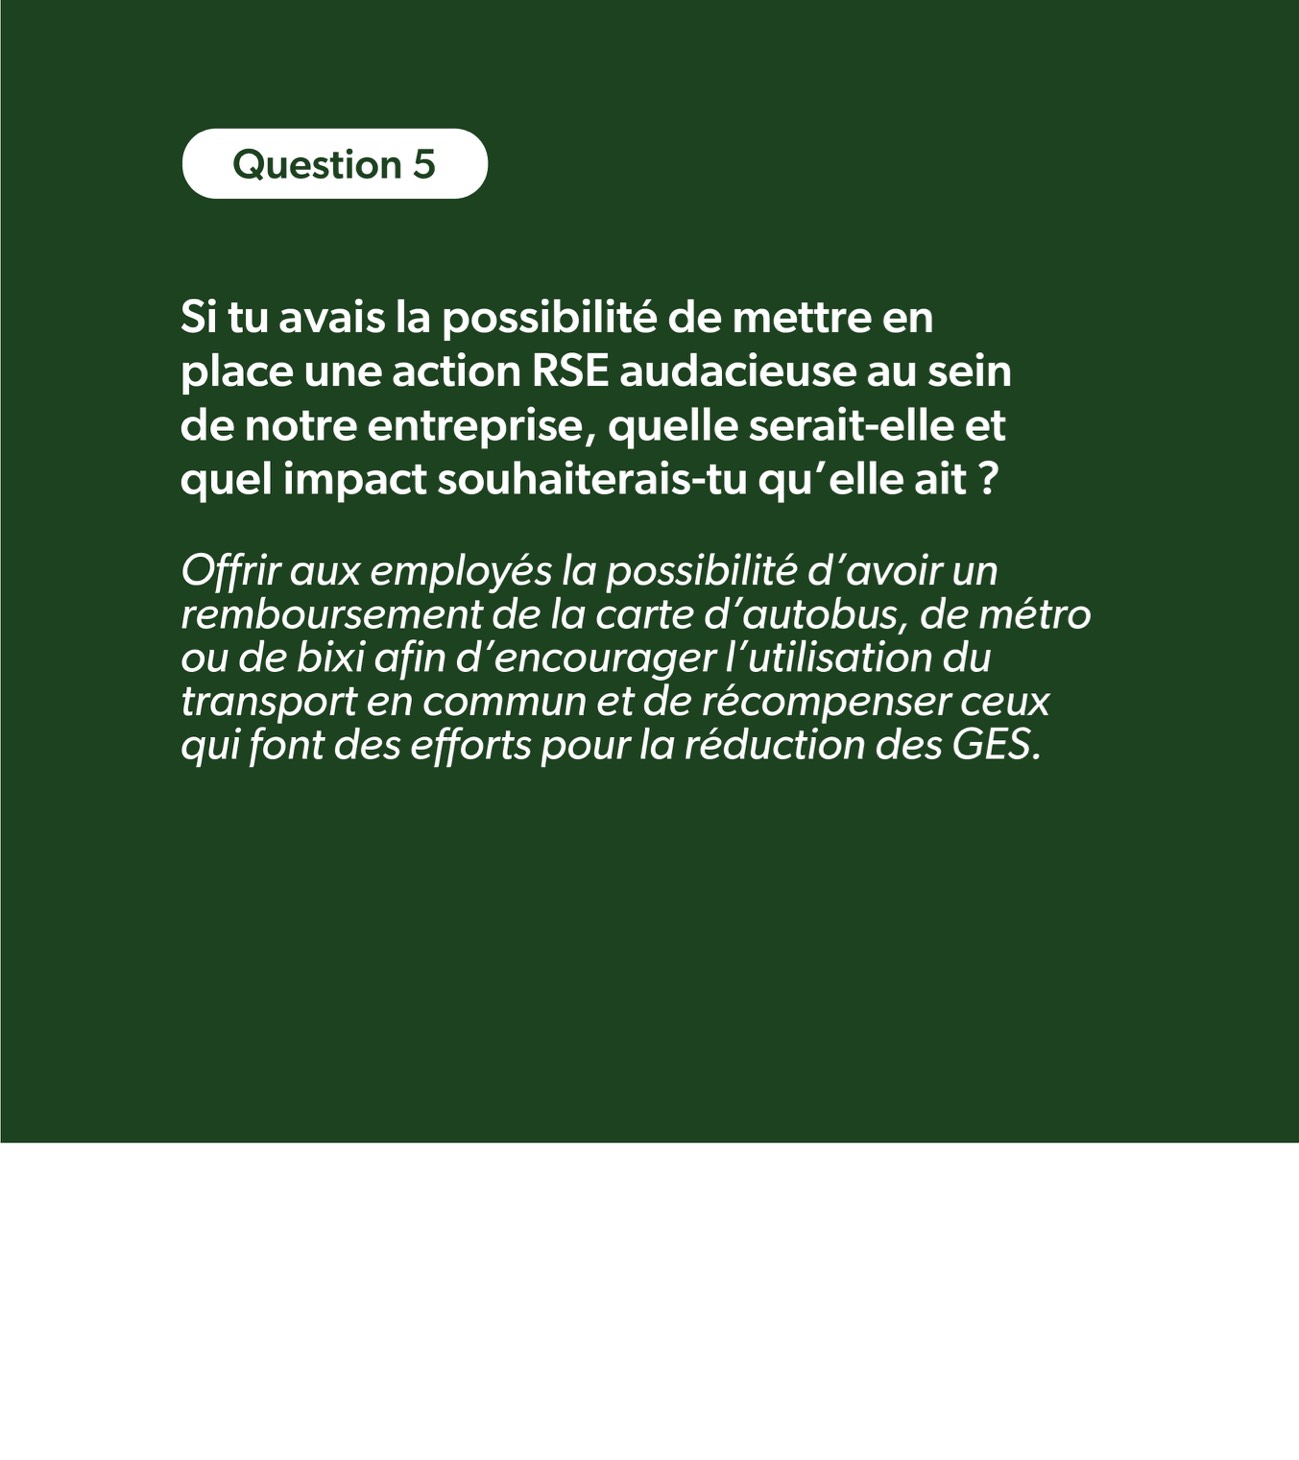 Question 5
Si tu avais la possibilité de mettre en
place une action RSE audacieuse au sein
de notre entreprise, quelle serait-elle et
quel impact souhaiterais-tu qu’elle ait ?
Offrir aux employés la possibilité d’avoir un
remboursement de la carte d’autobus, de métro
ou de bixi afin d’encourager l’utilisation du
transport en commun et de récompenser ceux
qui font des efforts pour la réduction des GES.